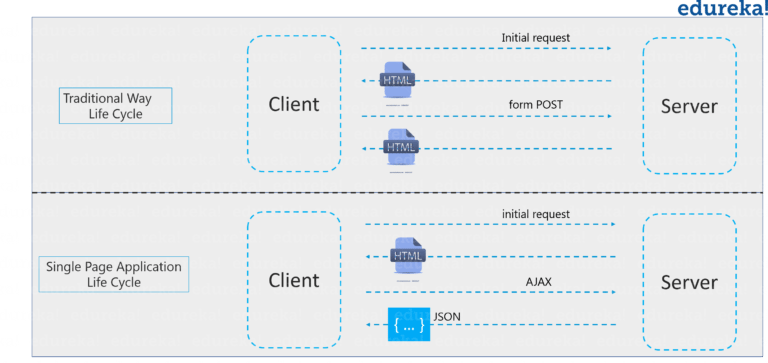 edureka!
Initial request
HTML
Traditional Way
Life Cycle
Client
form POST
Server
HTML
initial request
HTML
Single Page Application
Life Cycle
Client
AJAX
Server
{ ... }
JSON